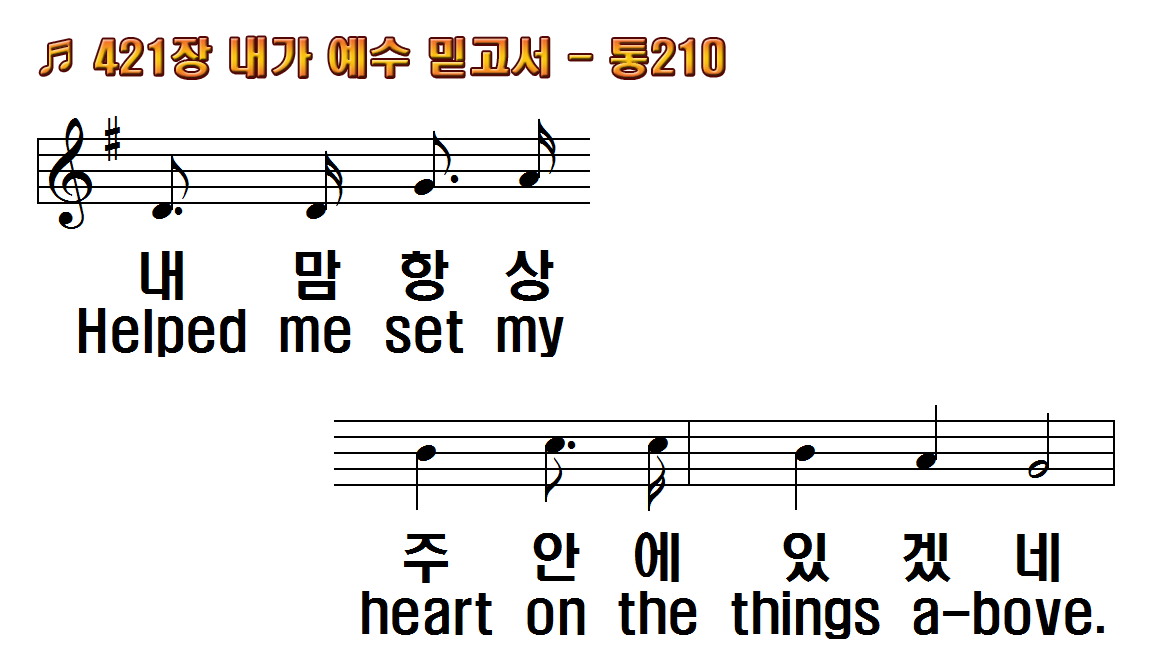 ♬ 421장 내가 예수 믿고서 - 통210
내 맘 항 상
Helped me set my
주 안 에 있 겠 네
heart on the things a-bove.